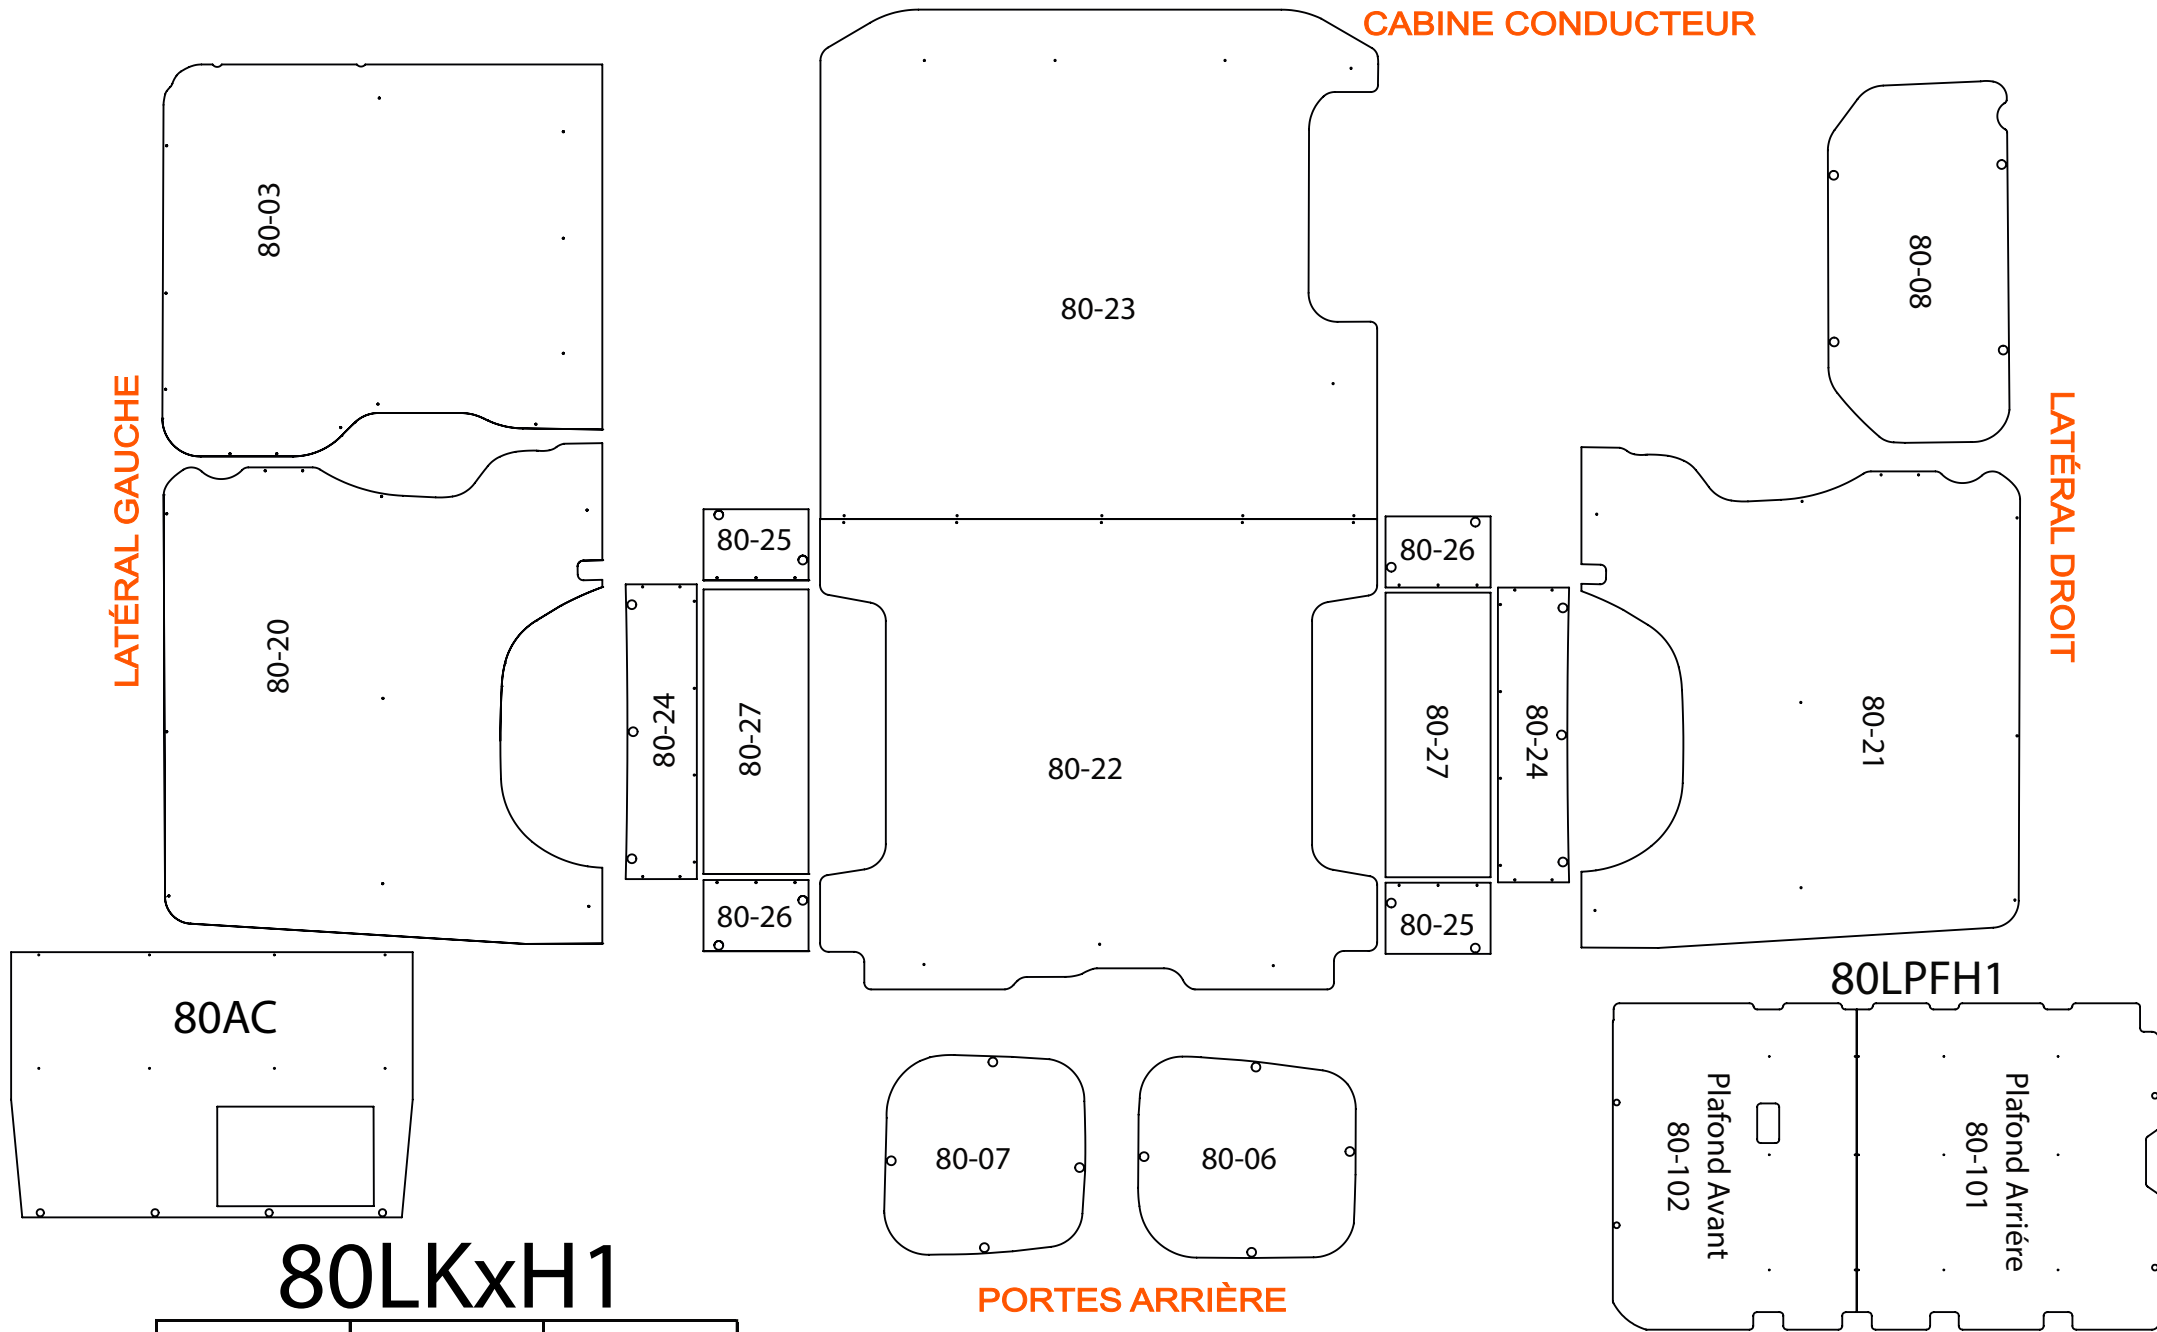 CABINE CONDUCTEUR
80-03
80-23
80-08
LATÉRAL GAUCHE
LATÉRAL DROIT
80-25
80-26
80-20
80-24
80-27
80-22
80-27
80-24
80-21
80-26
80-25
80AC
80LPFH1
80-07
80-06
Plafond Avant
80-102
Plafond Arriére
80-101
80LKxH1
PORTES ARRIÈRE